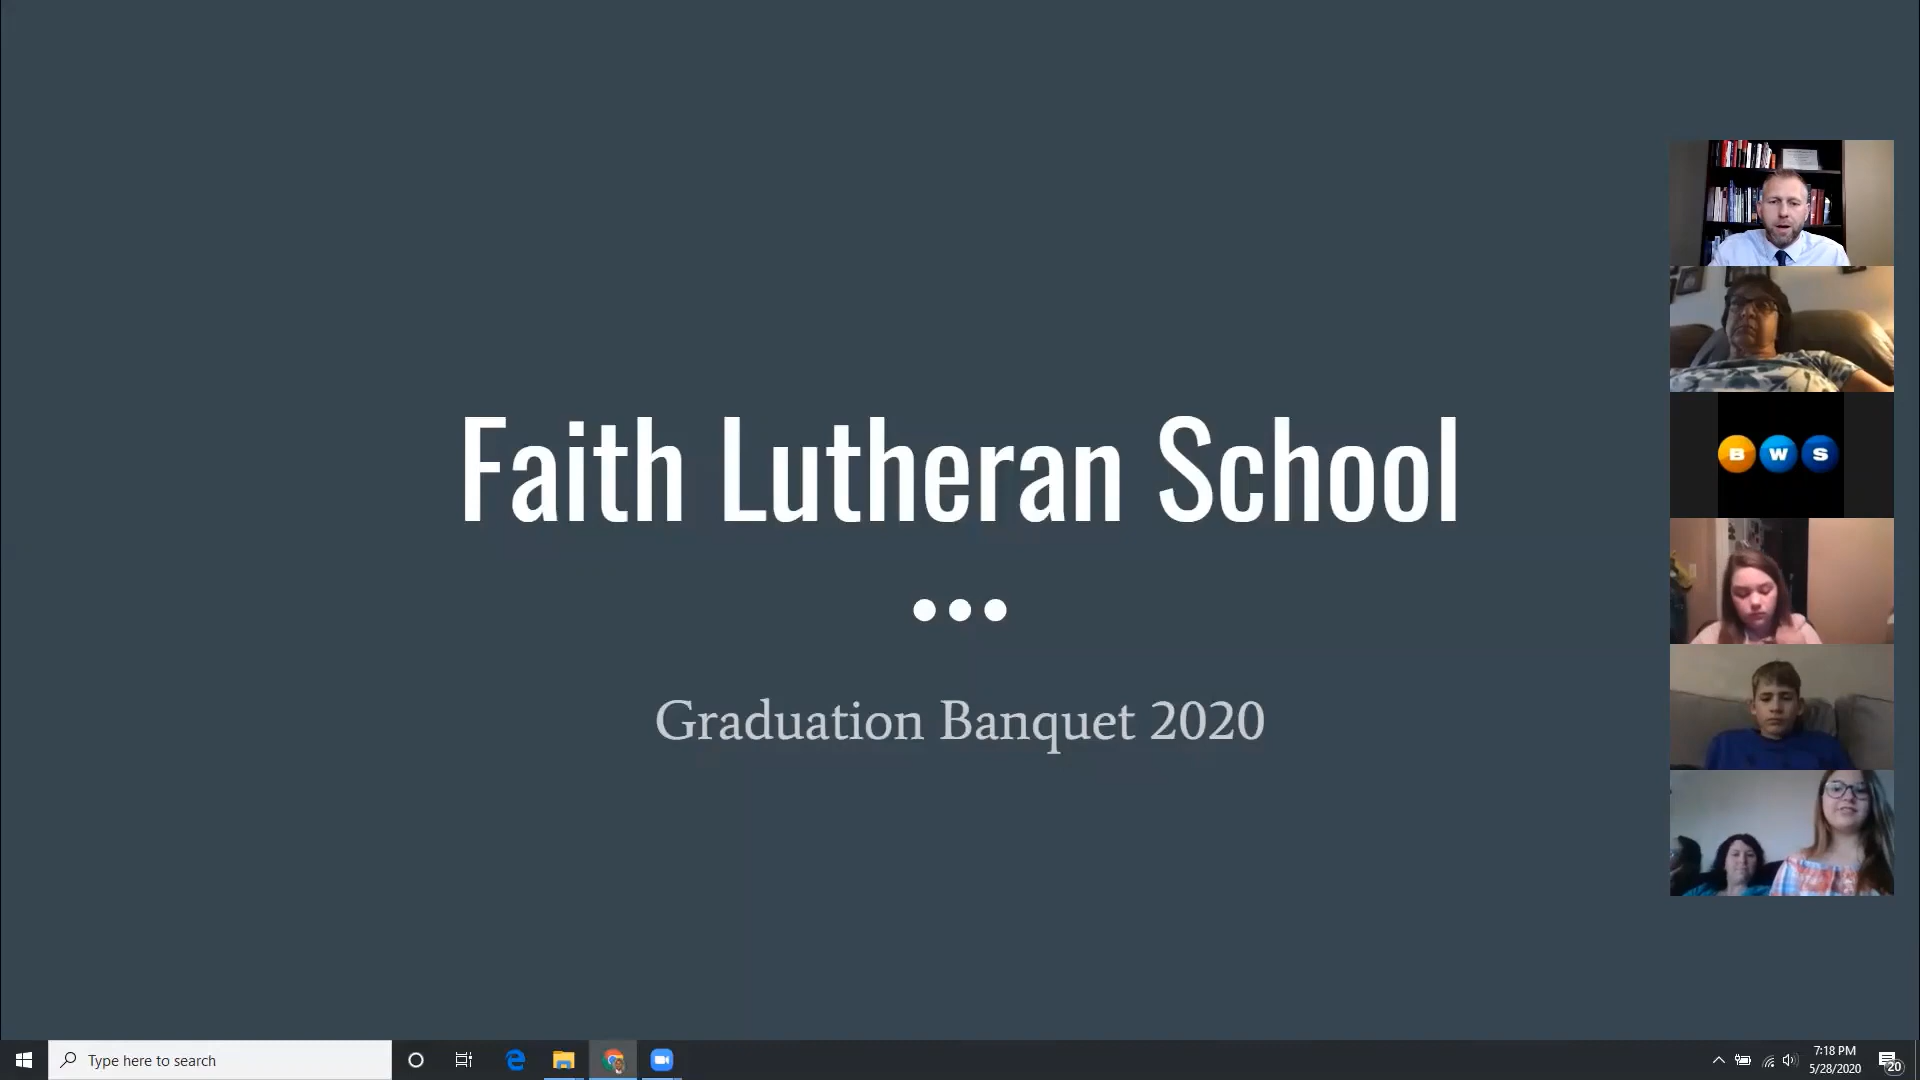 Faith Lutheran School
Graduation Banquet 2020
B W S
Type here to search
7:18 PM
5/28/2020
20